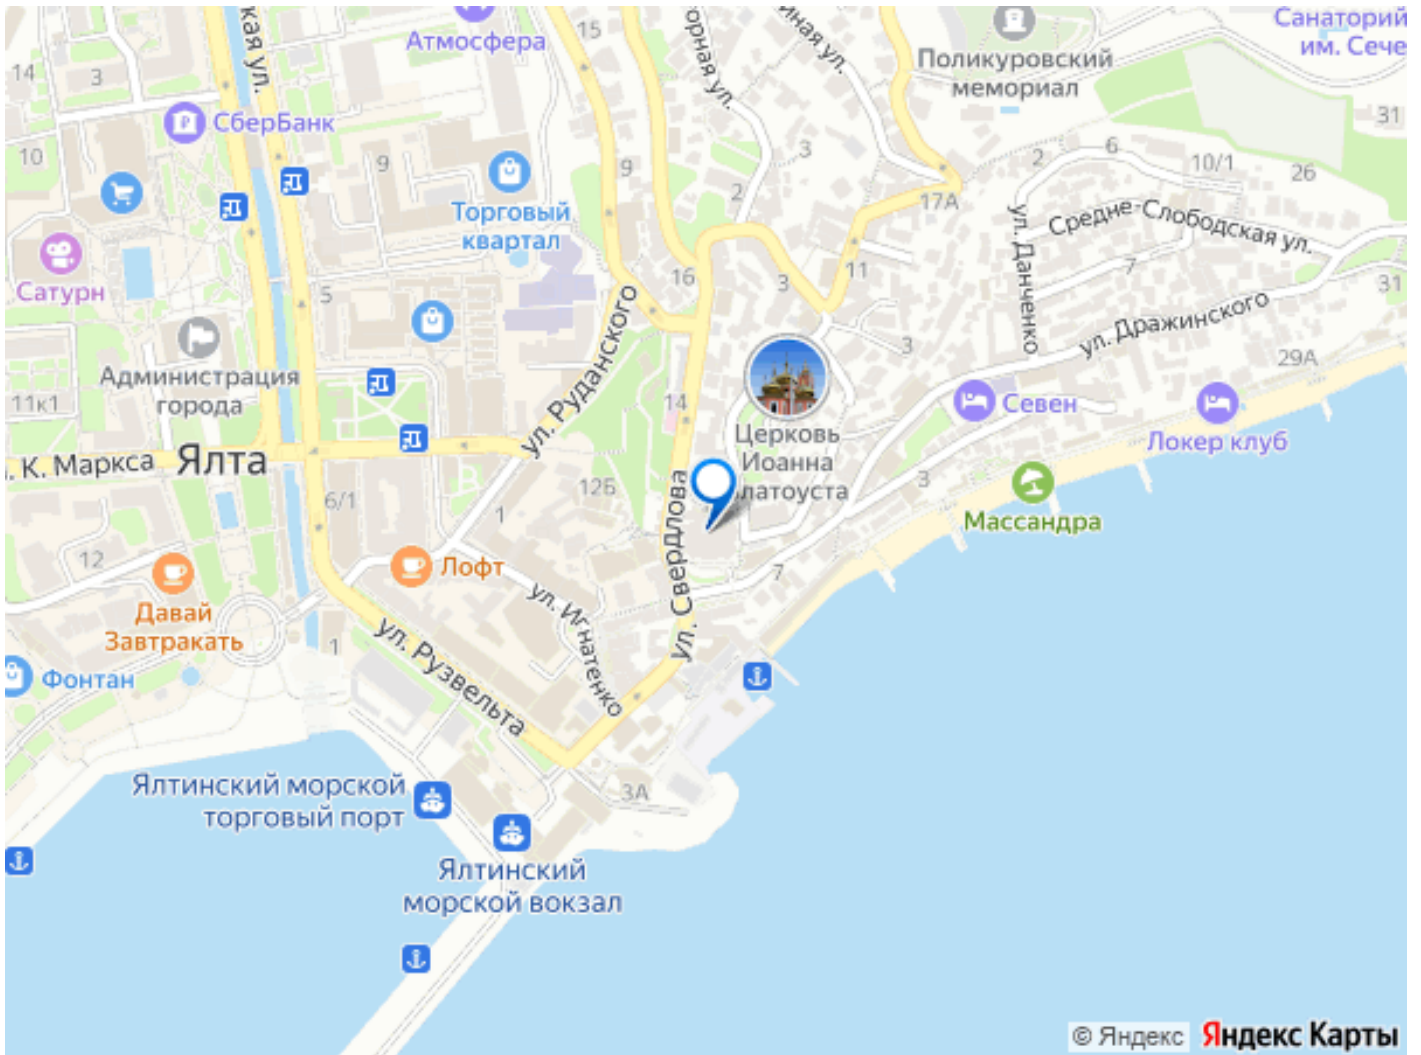 кая ул.
Атмосфера
15
орная ул.
йная ул.
Поликуровский
мемориал
Санаторий
им. Сече
14
3
СберБанк
10
9
9
3
2
2
6
10/1
26
31
17А
Торговый
квартал
Средне-Слободская ул.
ул. Данченко
7
Сатурн
5
16
3
11
31
ул. Руданского
ул. Дражинского
3
29А
Администрация
города
11к1
14
Севен
Локер клуб
Церковь
Иоанна
латоуста
. К. Маркса
Ялта
6/1
12Б
1
3
Массандра
ул. Свердлова
12
Лофт
7
Давай
Завтракать
ул. Игнатенко
1
ул. Рузвельта
Фонтан
Ялтинский морской
торговый порт
3А
Ялтинский
морской вокзал
© Яндекс Яндекс Карты